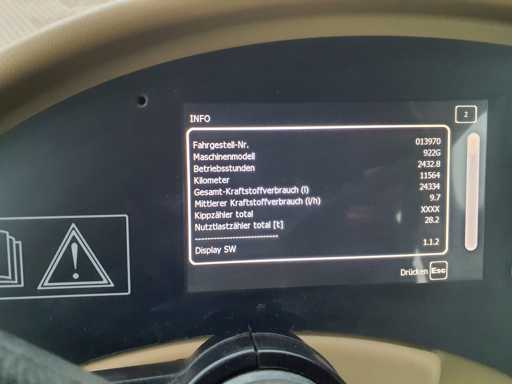 INFO
2
Fahrgestell-Nr. 013970
Maschinenmodell 922G
Betriebsstunden 2432.8
Kilometer 11564
Gesamt-Kraftstoffverbrauch (l) 24334
Mittlerer Kraftstoffverbrauch (l/h) 9.7
Kippzähler total XXXX
Nutzlastzähler total [t] 28.2
----------------------------
Display SW 1.1.2
Drücken Esc